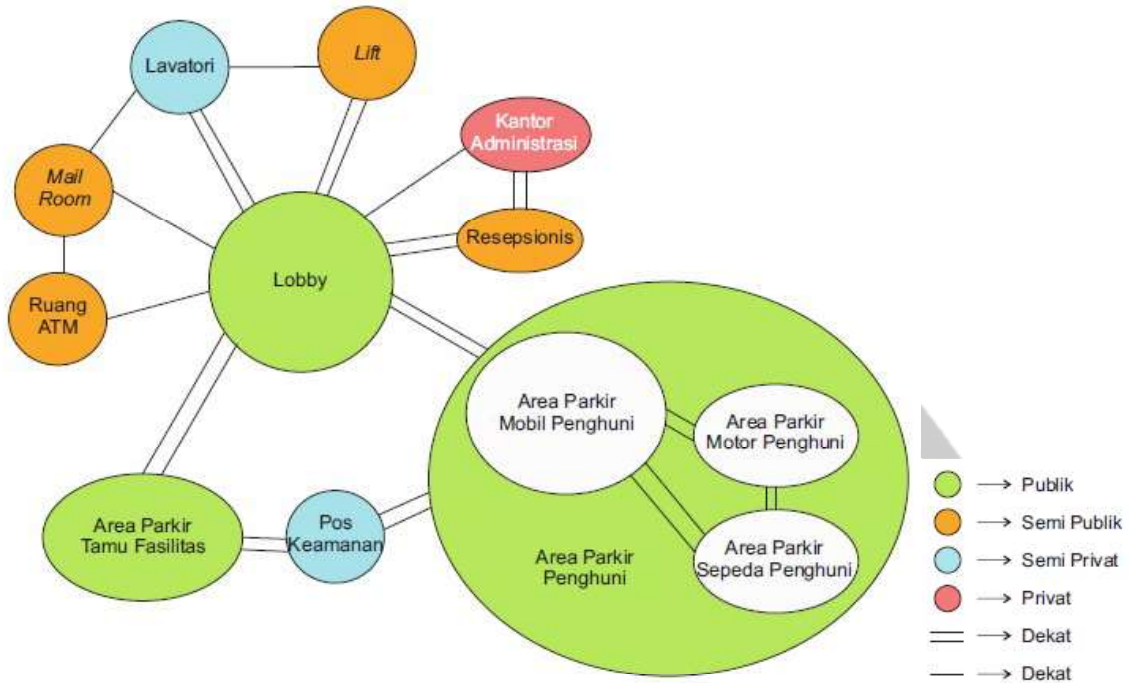 Lavatori
Lift
Kantor
Administrasi
Mail
Room
Resepsionis
Lobby
Ruang
ATM
Area Parkir
Mobil Penghuni
Area Parkir
Motor Penghuni
Area Parkir
Tamu Fasilitas
Pos
Keamanan
Area Parkir
Penghuni
Area Parkir
Sepeda Penghuni
Publik
Semi Publik
Semi Privat
Privat
Dekat
Dekat